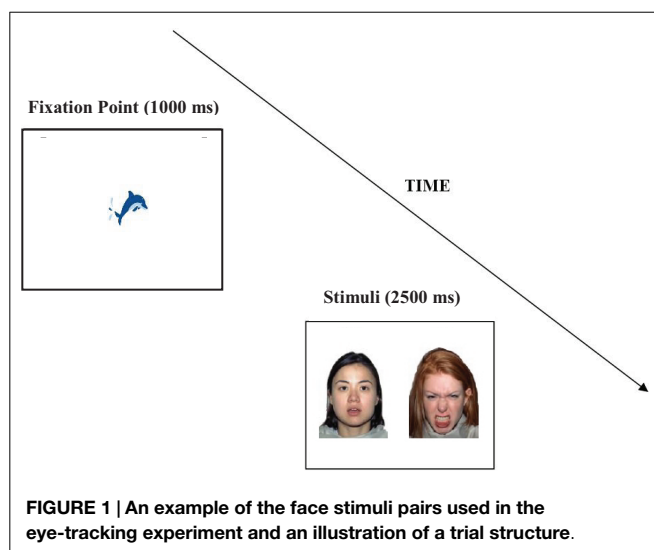 Fixation Point (1000 ms)
TIME
Stimuli (2500 ms)
FIGURE 1 | An example of the face stimuli pairs used in the
eye-tracking experiment and an illustration of a trial structure.